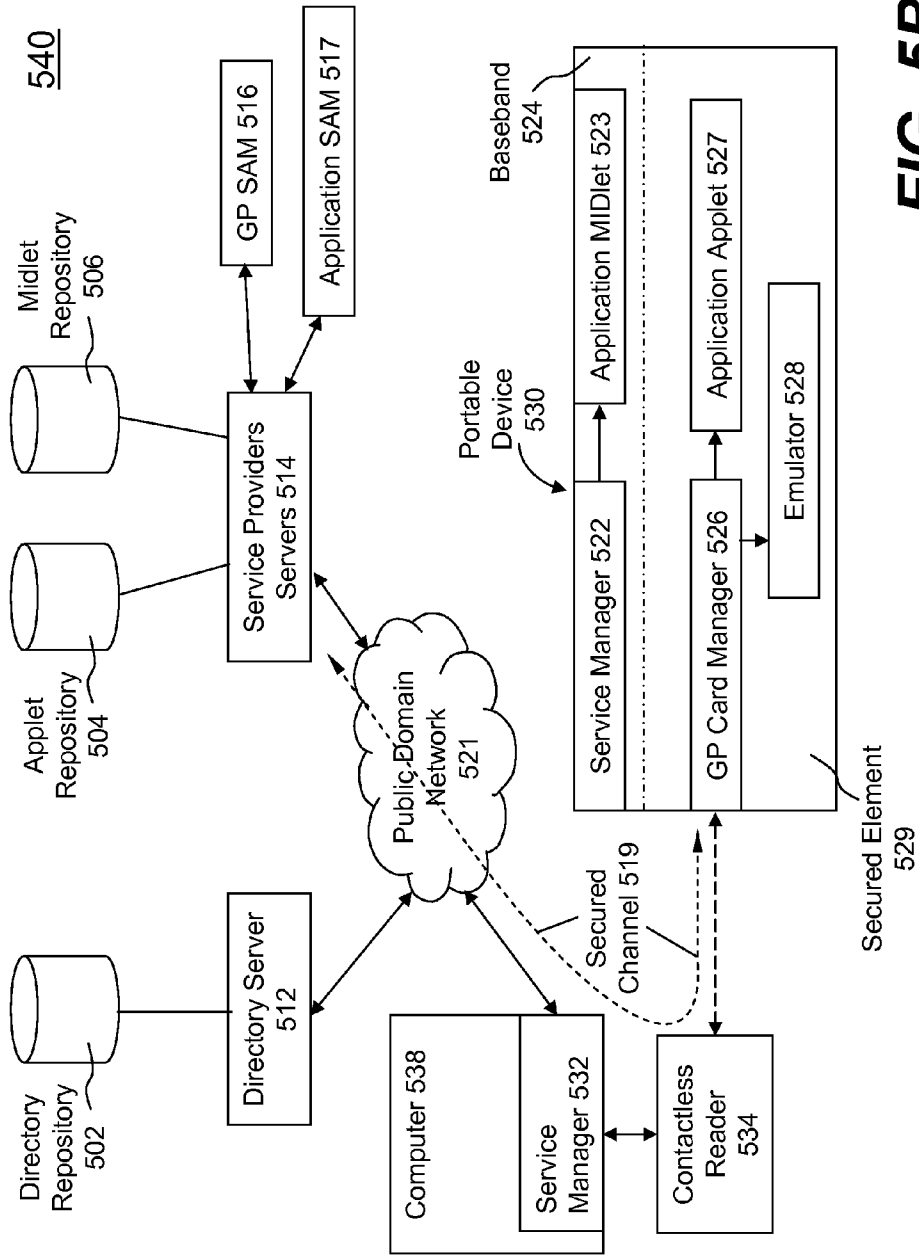 540
Directory
Repository
502
Applet
Repository
504
Midlet
Repository
506
Directory Server
512
Service Providers
Servers 514
GP SAM 516
Application SAM 517
Public Domain
Network
521
Computer 538
Service
Manager 532
Contactless
Reader
534
Secured
Channel 519
Portable
Device
530
Baseband
524
Service Manager 522
Application MIDlet 523
GP Card Manager 526
Application Applet 527
Emulator 528
Secured Element
529
FIG. 5B